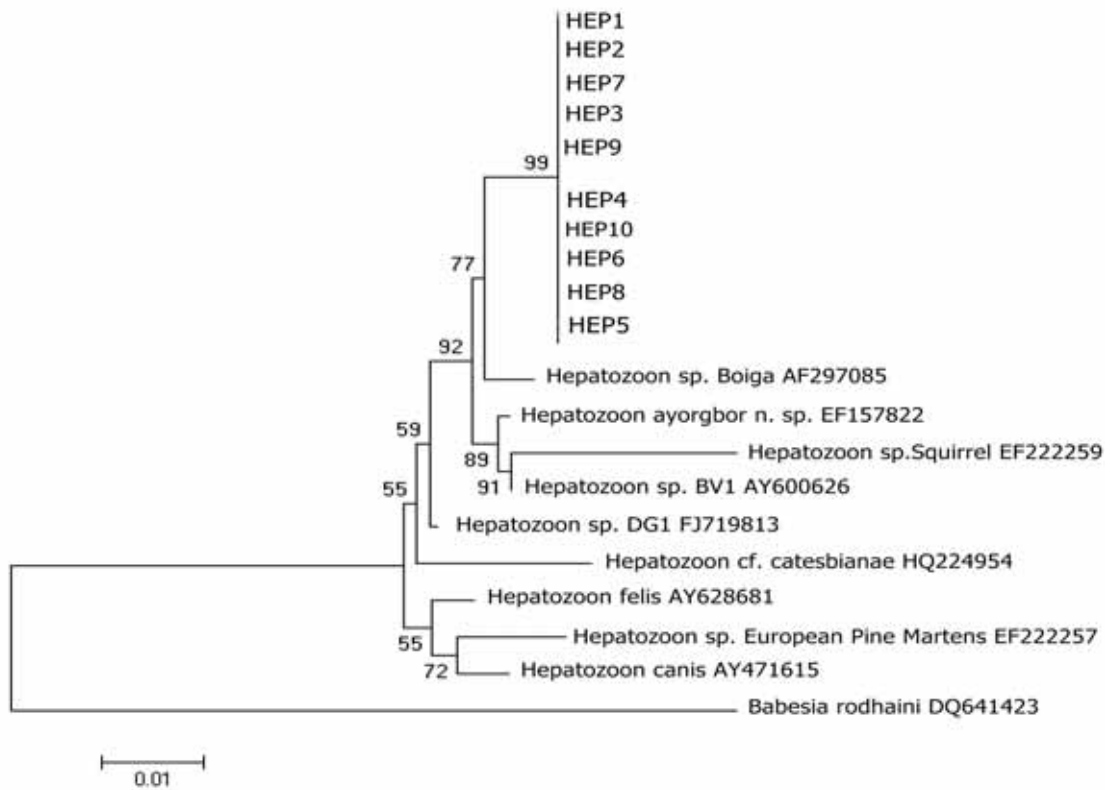 HEP1
HEP2
HEP7
HEP3
HEP9
99
HEP4
HEP10
HEP6
77
HEP8
HEP5
92
Hepatozoon sp. Boiga AF297085
Hepatozoon ayorgbor n. sp. EF157822
59
Hepatozoon sp.Squirrel EF222259
89
91
Hepatozoon sp. BV1 AY600626
55
Hepatozoon sp. DG1 FJ719813
Hepatozoon cf. catesbianae HQ224954
Hepatozoon felis AY628681
55
Hepatozoon sp. European Pine Martens EF222257
72
Hepatozoon canis AY471615
Babesia rodhaini DQ641423
0.01